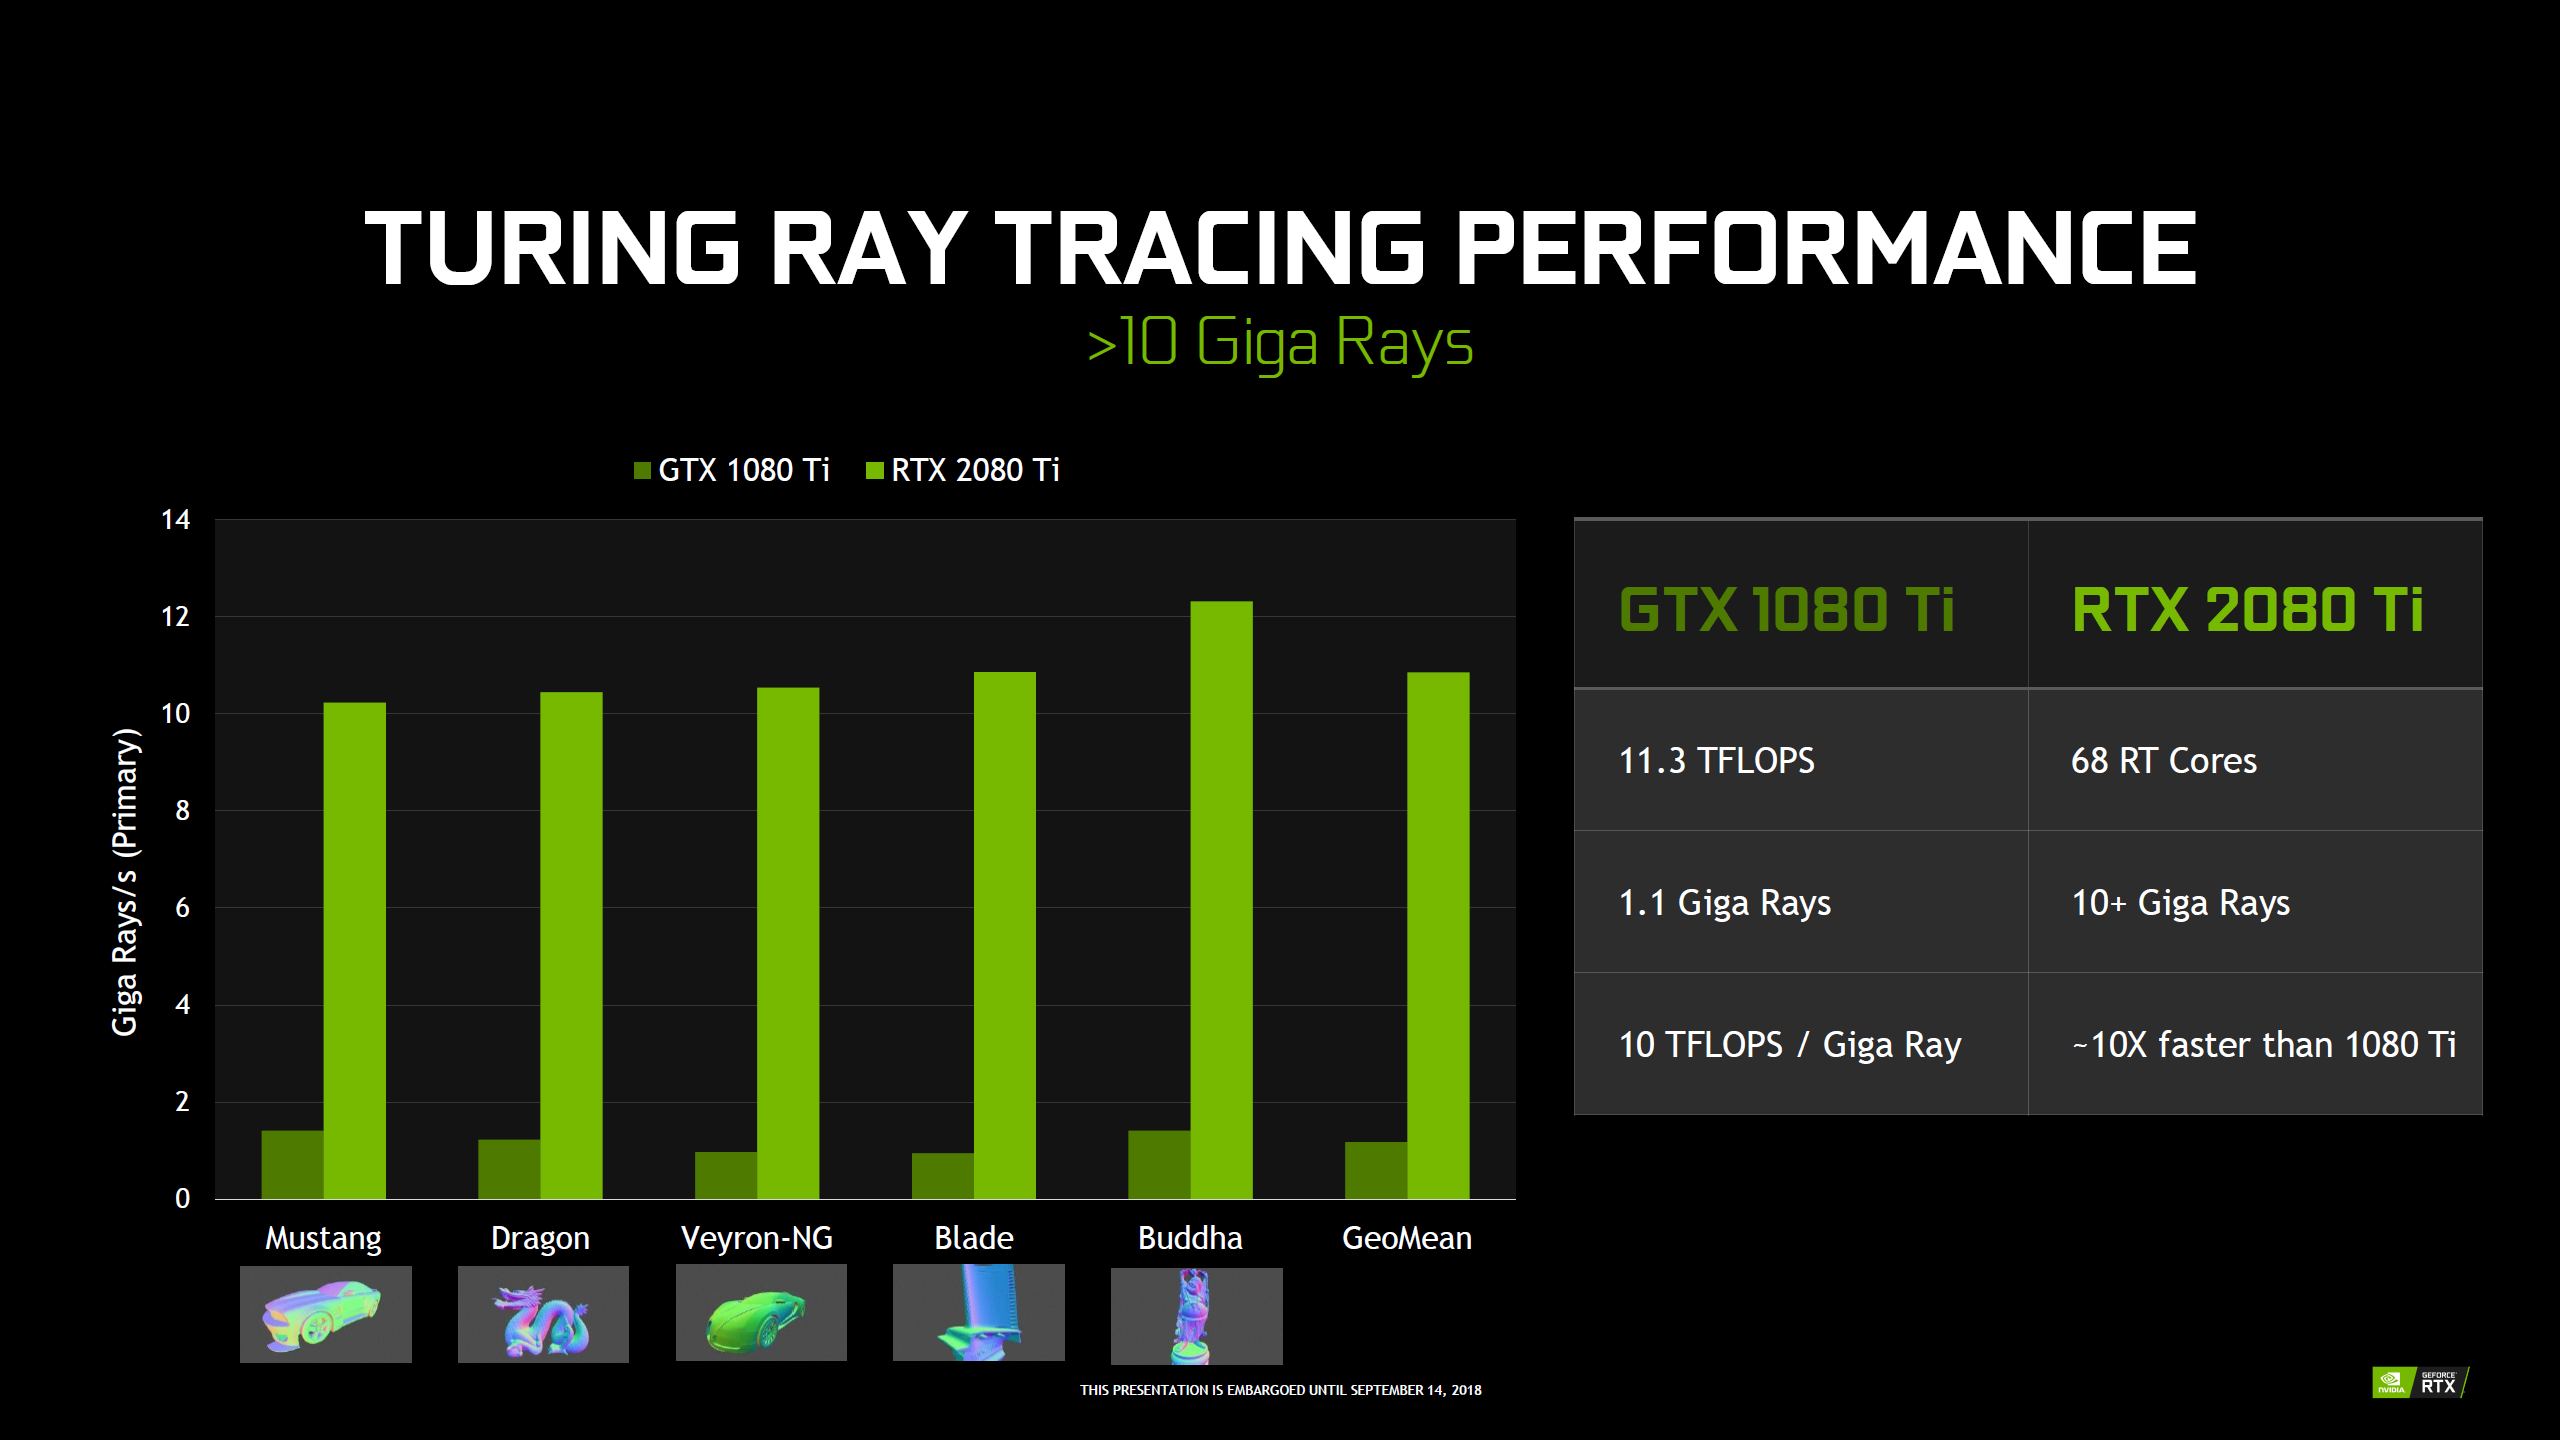 TURING RAY TRACING PERFORMANCE
>10 Giga Rays
GTX 1080 Ti RTX 2080 Ti
14
12
10
8
6
4
2
0
Giga Rays/s (Primary)
Mustang Dragon Veyron-NG Blade Buddha GeoMean
GTX 1080 Ti RTX 2080 Ti
11.3 TFLOPS 68 RT Cores
1.1 Giga Rays 10+ Giga Rays
10 TFLOPS / Giga Ray ~10X faster than 1080 Ti
THIS PRESENTATION IS EMBARGOED UNTIL SEPTEMBER 14, 2018
NVIDIA
GEFORCE
RTX